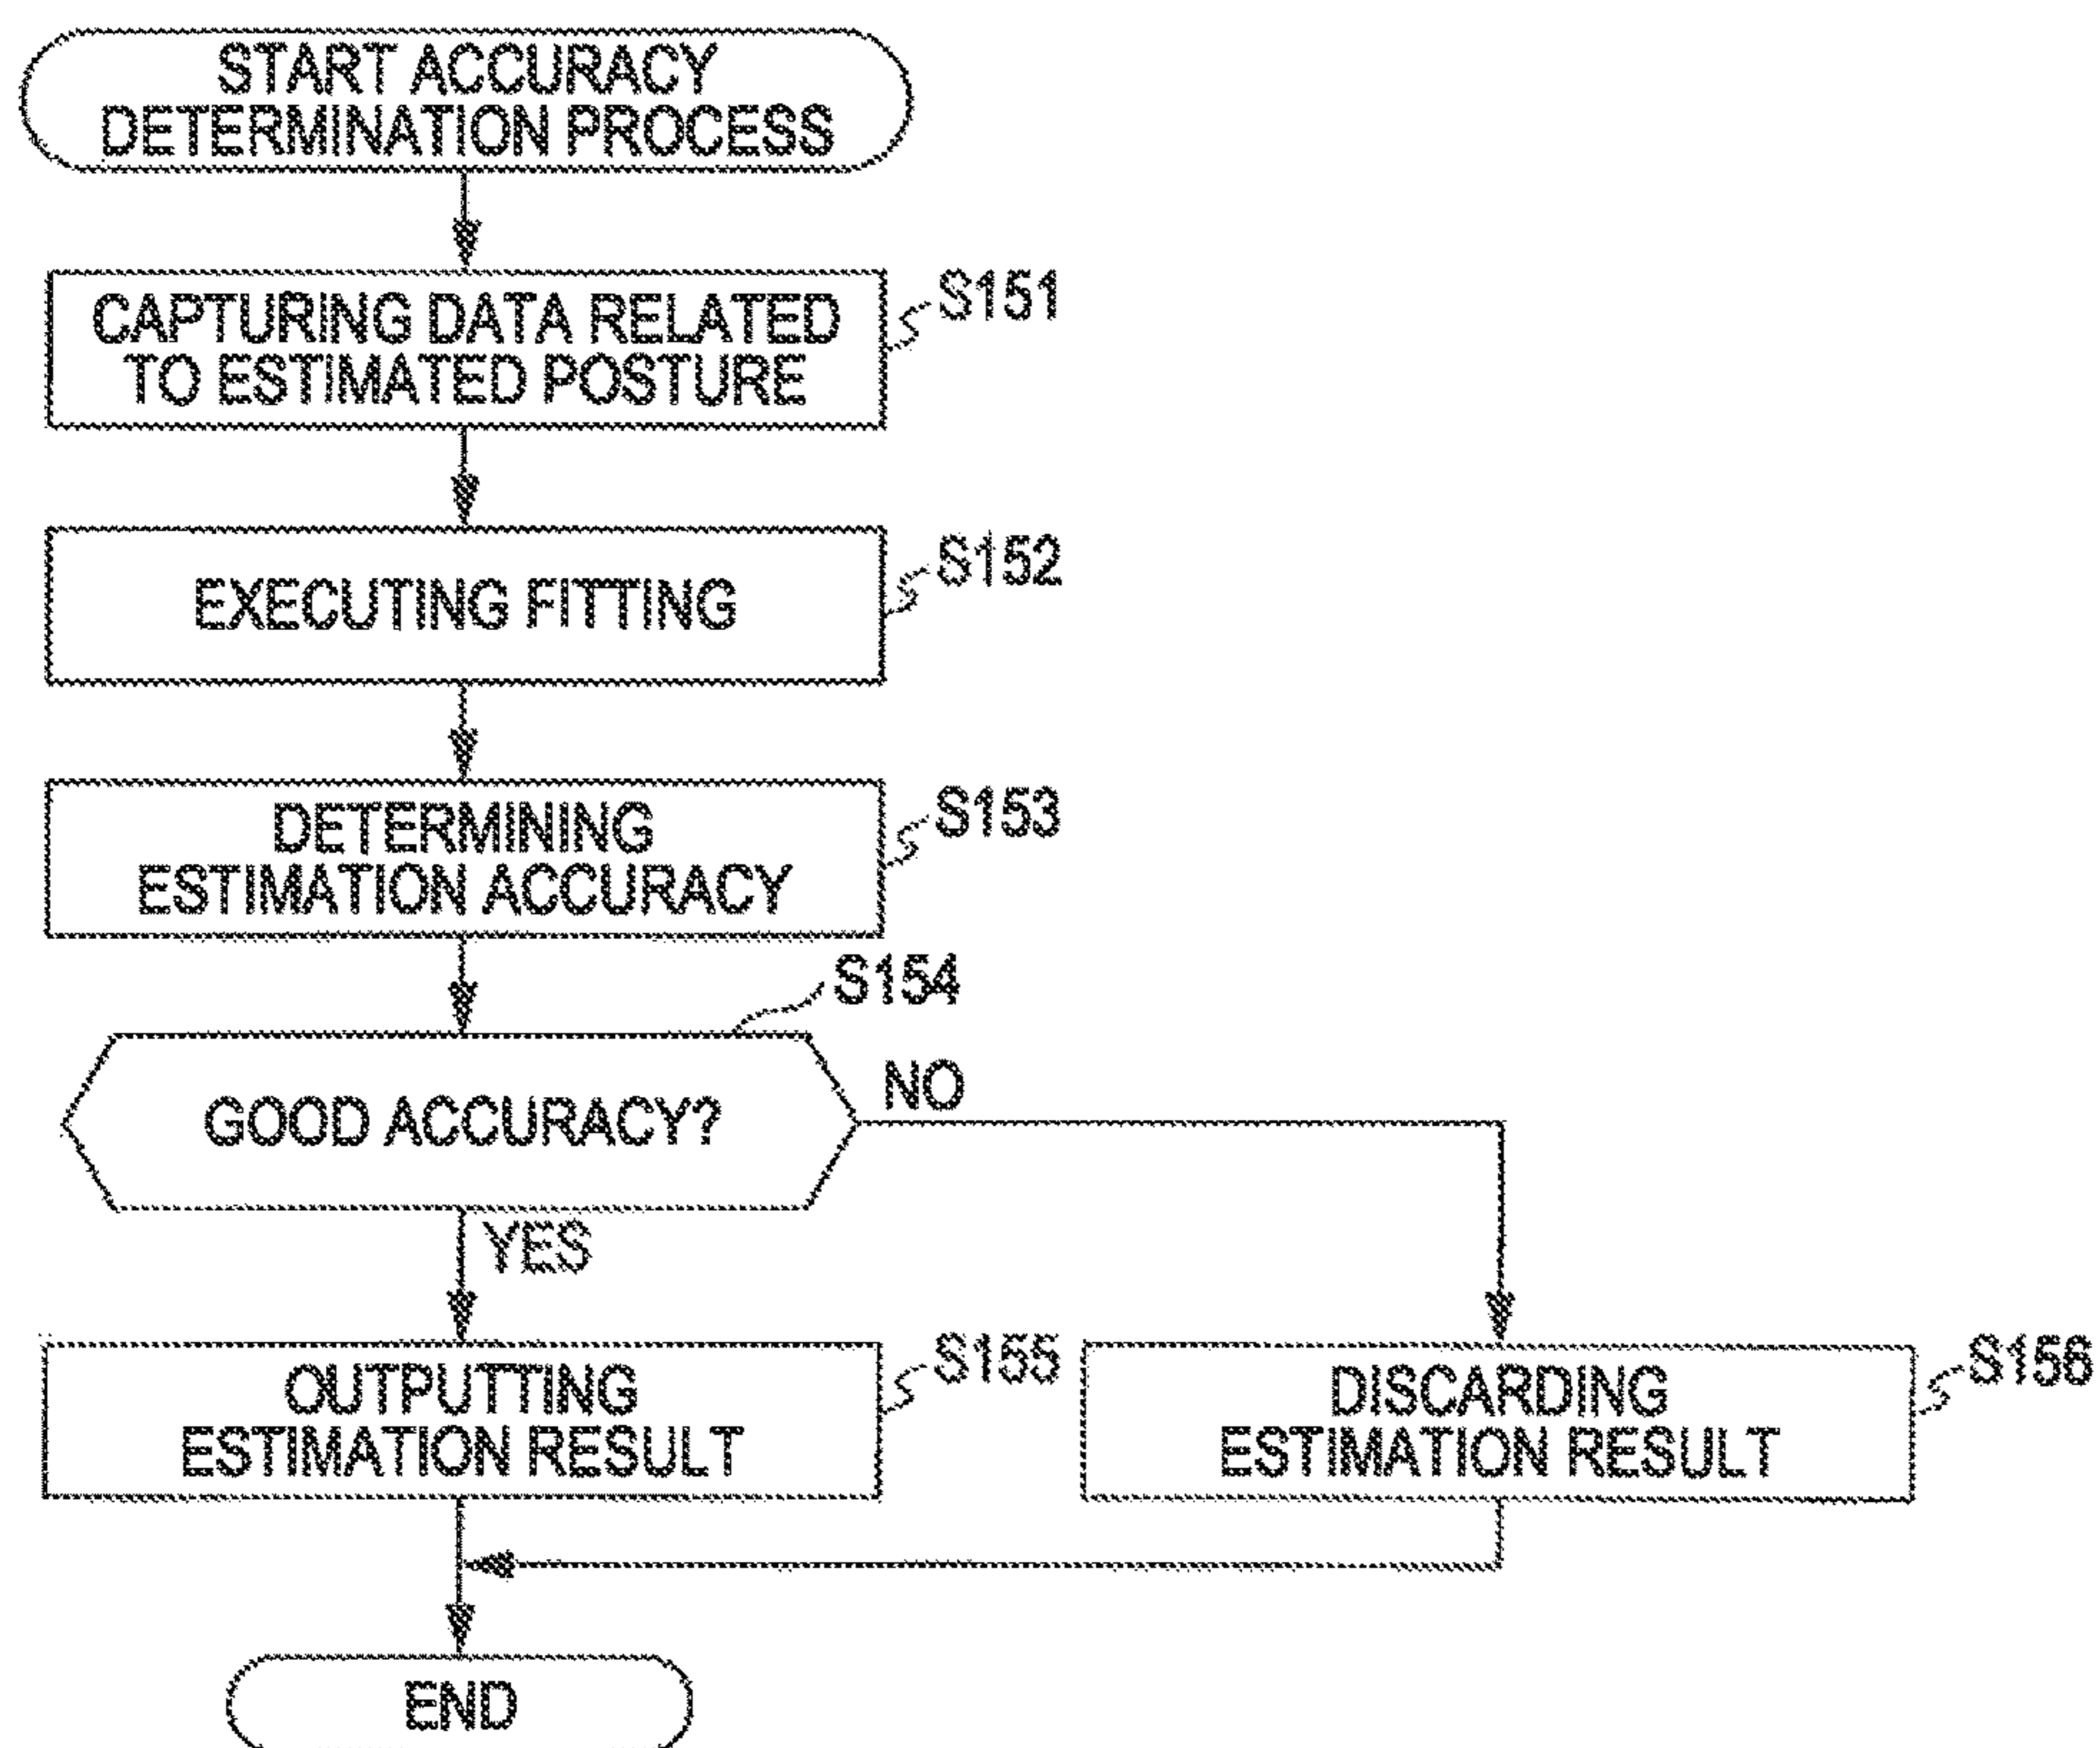 START ACCURACY
DETERMINATION PROCESS
CAPTURING DATA RELATED
TO ESTIMATED POSTURE
S151
EXECUTING FITTING
S152
DETERMINING
ESTIMATION ACCURACY
S153
S154
GOOD ACCURACY?
NO
YES
OUTPUTTING
ESTIMATION RESULT
S155
DISCARDING
ESTIMATION RESULT
S156
END